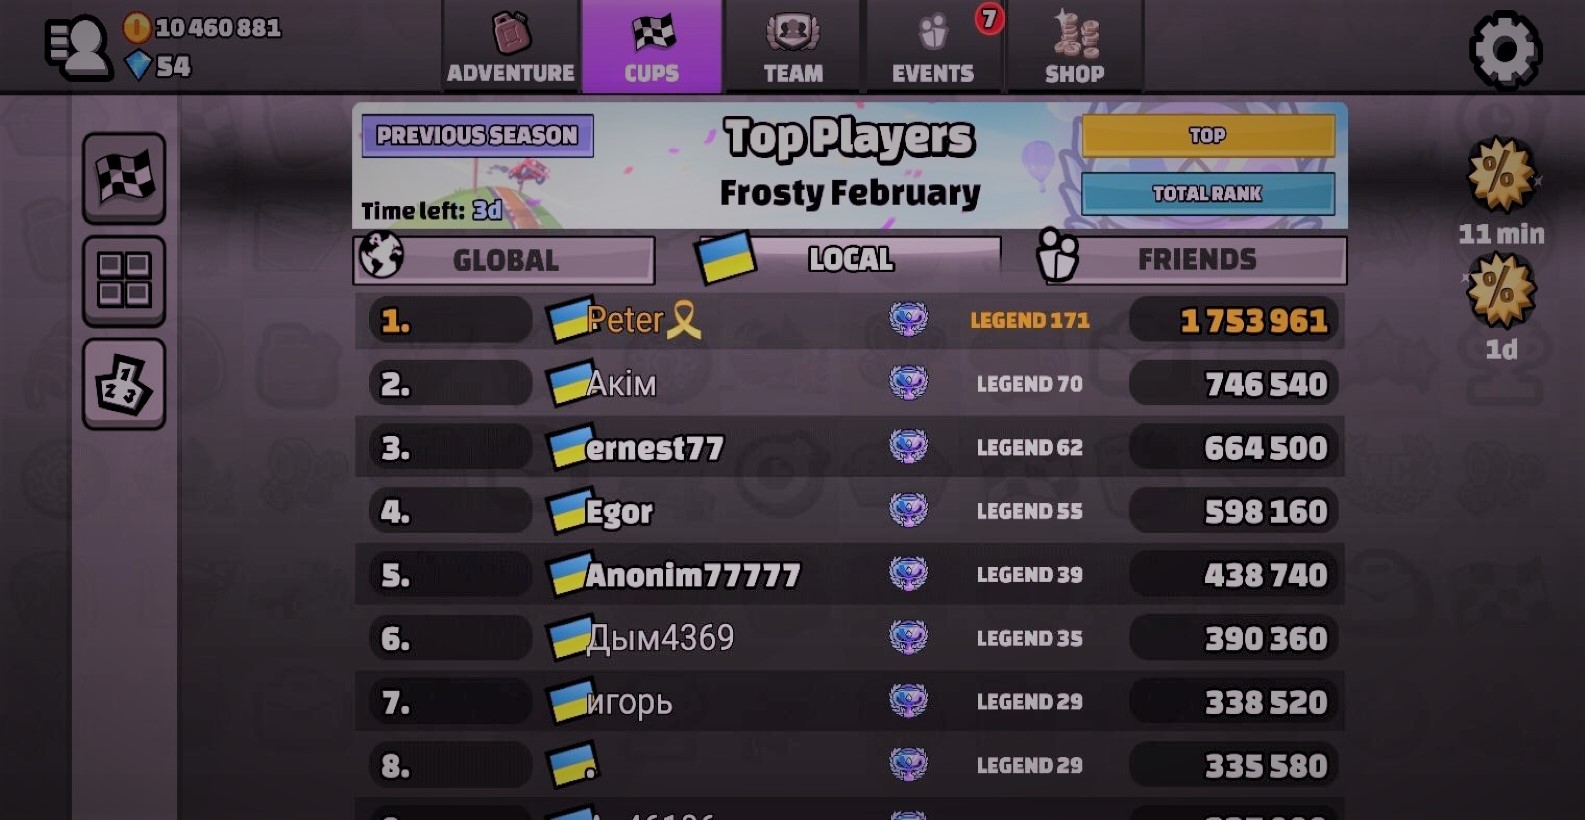 10 460 881
54
ADVENTURE
CUPS
TEAM
7
EVENTS
SHOP
PREVIOUS SEASON
Top Players
TOP
Frosty February
TOTAL RANK
Time left: 3d
GLOBAL
LOCAL
FRIENDS
11 min
1d
1 2 3
1. .Peter🎗 LEGEND 171 1 753 961
2. Акім LEGEND 70 746 540
3. ernest77 LEGEND 62 664 500
4. Egor LEGEND 55 598 160
5. Anonim77777 LEGEND 39 438 740
6. Дым4369 LEGEND 35 390 360
7. игорь LEGEND 29 338 520
8. . LEGEND 29 335 580